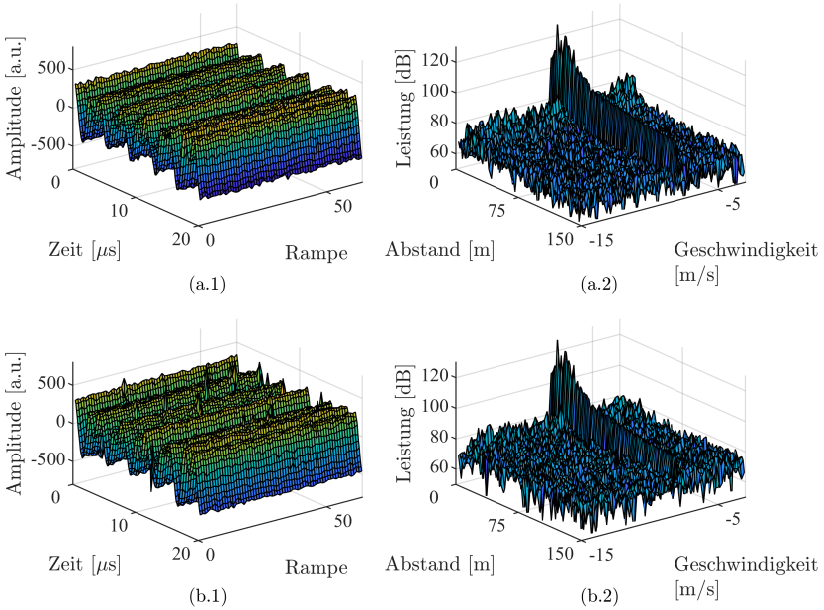 Amplitude [a.u.]
500
0
-500
0
10
20
0
50
Zeit [μs]
Rampe
(a.1)
Leistung [dB]
120
100
80
60
0
75
150
-15
-5
Abstand [m]
Geschwindigkeit
[m/s]
(a.2)
Amplitude [a.u.]
500
0
-500
0
10
20
0
50
Zeit [μs]
Rampe
(b.1)
Leistung [dB]
120
100
80
60
0
75
150
-15
-5
Abstand [m]
Geschwindigkeit
[m/s]
(b.2)